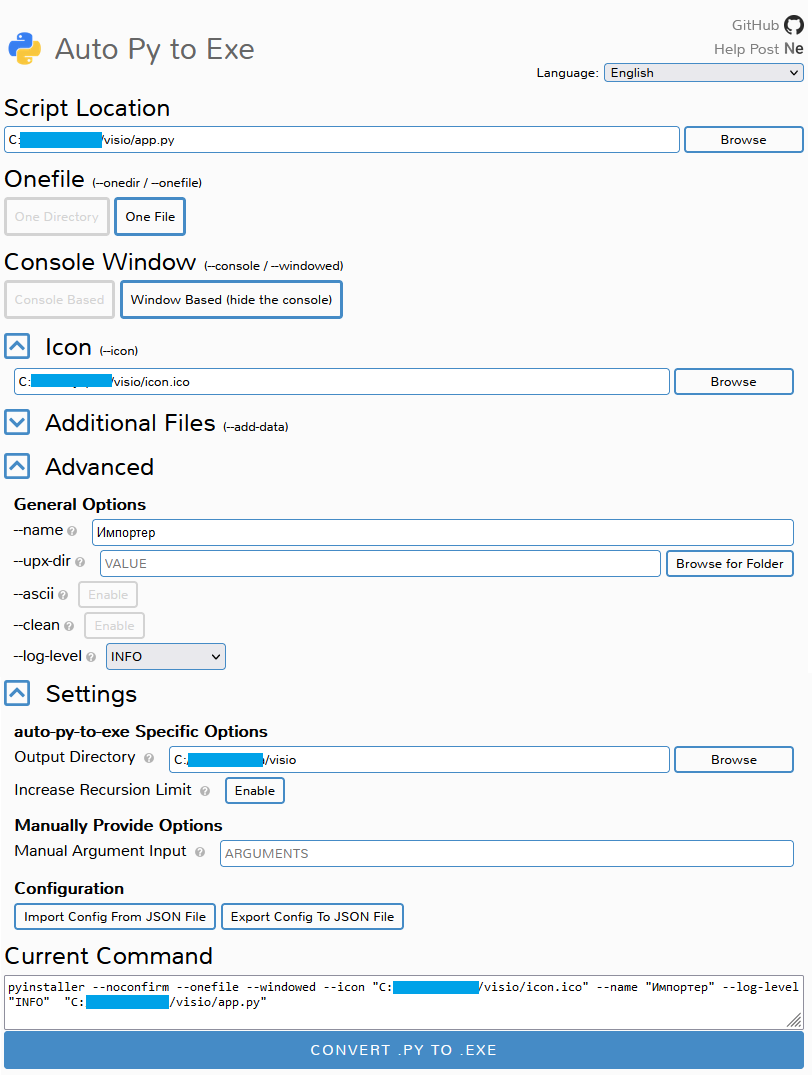 GitHub
Auto Py to Exe
Help Post Ne
Language: English
Script Location
C: /visio/app.py Browse
Onefile (--onedir / --onefile)
One Directory One File
Console Window (--console / --windowed)
Console Based Window Based (hide the console)
Icon (--icon)
C: /visio/icon.ico Browse
Additional Files (--add-data)
Advanced
General Options
--name ? Импортер
--upx-dir ? VALUE Browse for Folder
--ascii ? Enable
--clean ? Enable
--log-level ? INFO
Settings
auto-py-to-exe Specific Options
Output Directory ? C: /visio Browse
Increase Recursion Limit ? Enable
Manually Provide Options
Manual Argument Input ? ARGUMENTS
Configuration
Import Config From JSON File Export Config To JSON File
Current Command
pyinstaller --noconfirm --onefile --windowed --icon "C: /visio/icon.ico" --name "Импортер" --log-level
"INFO" "C: /visio/app.py"
CONVERT .PY TO .EXE